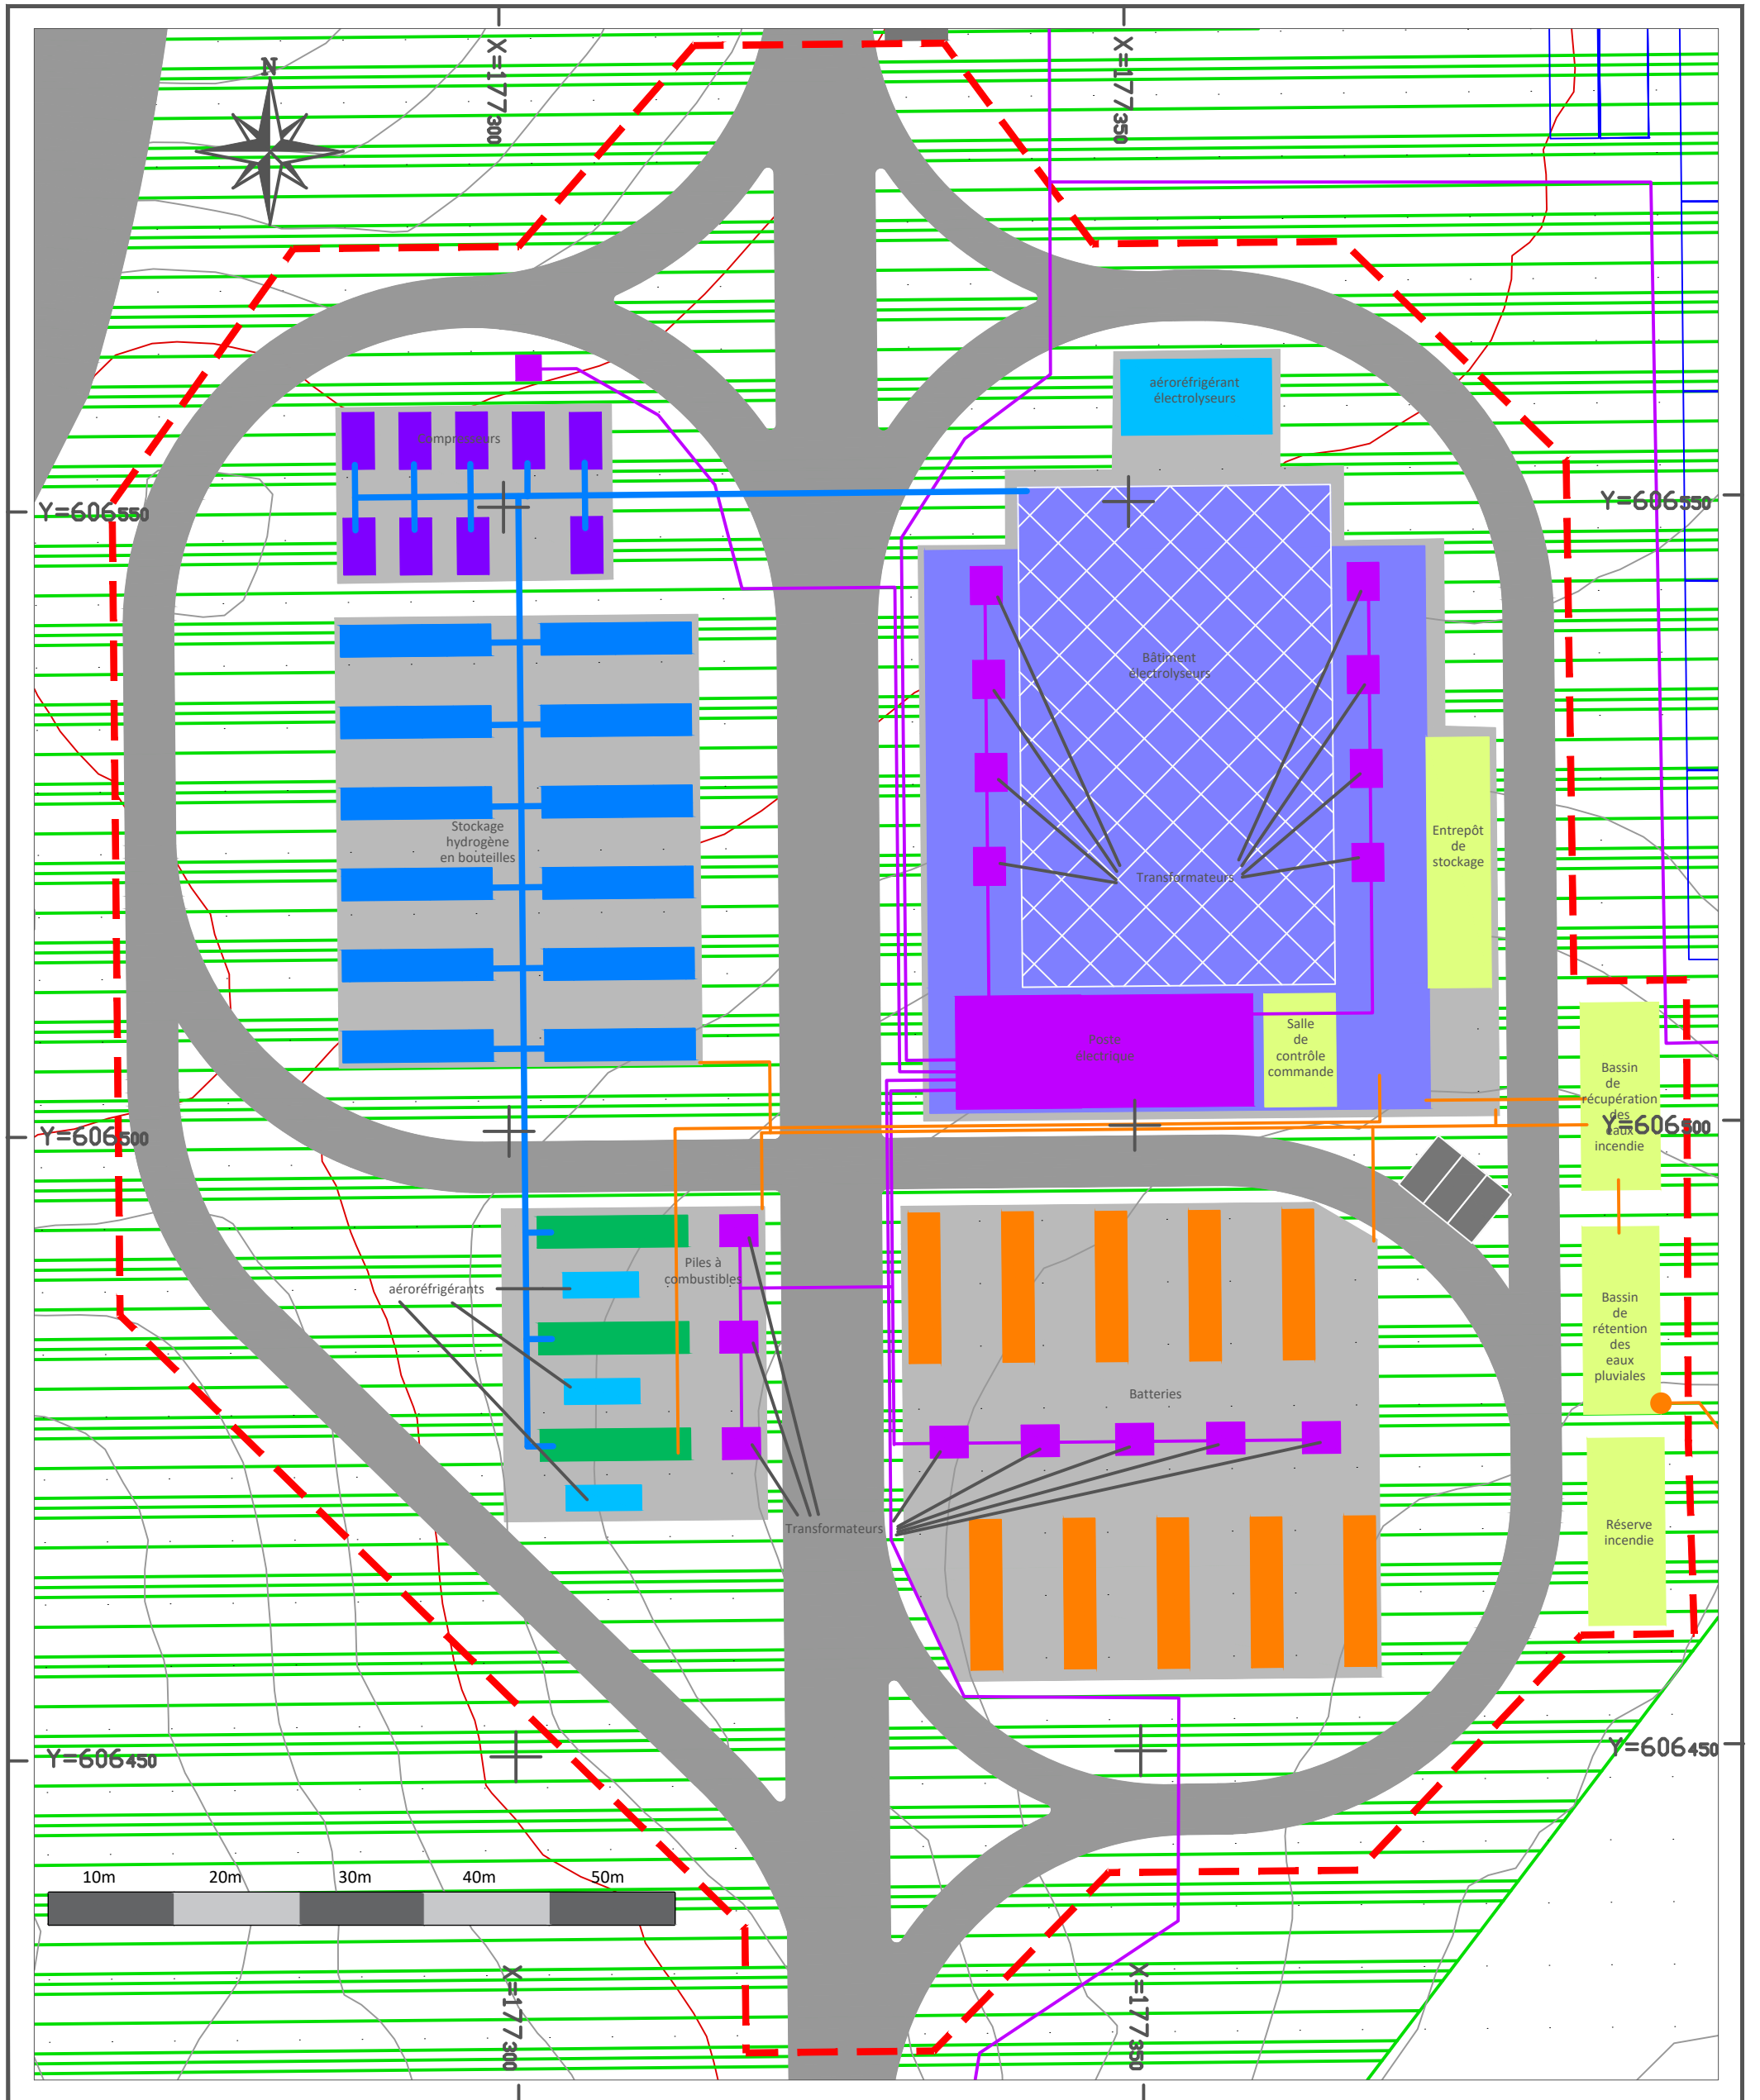 X=177300
X=177350
N
aéroréfrigérant
électrolyseurs
Compresseurs
Y=606550
Y=606550
Bâtiment
électrolyseurs
Stockage
hydrogène
en bouteilles
Entrepôt
de
stockage
Transformateurs
Poste
électrique
Salle
de
contrôle
commande
Bassin
de
récupération
des
eaux
incendie
Y=606500
Y=606500
Piles à
combustibles
aéroréfrigérants
Bassin
de
rétention
des
eaux
pluviales
Batteries
Transformateurs
Réserve
incendie
Y=606450
Y=606450
10m 20m 30m 40m 50m
X=177300
X=177350